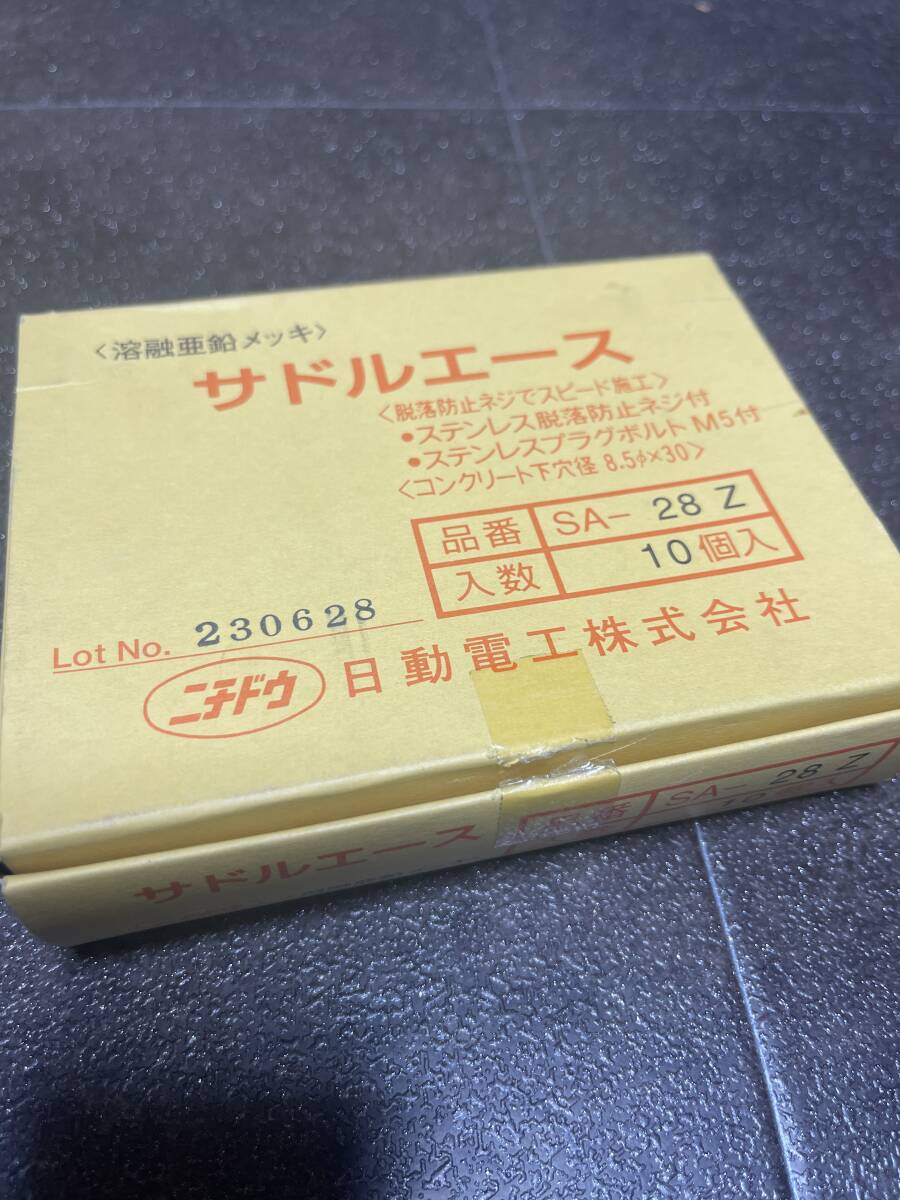 〈溶融亜鉛メッキ〉
サドルエース
〈脱落防止ネジでスピード施工〉
•ステンレス脱落防止ネジ付
•ステンレスプラグボルト M5付
〈コンクリート下穴径 8.5φ×30〉
品番 SA- 28 Z
入数 10個入
Lot No. 230628
ニチドウ 日動電工株式会社
サドルエース 品番 SA- 28 Z
10